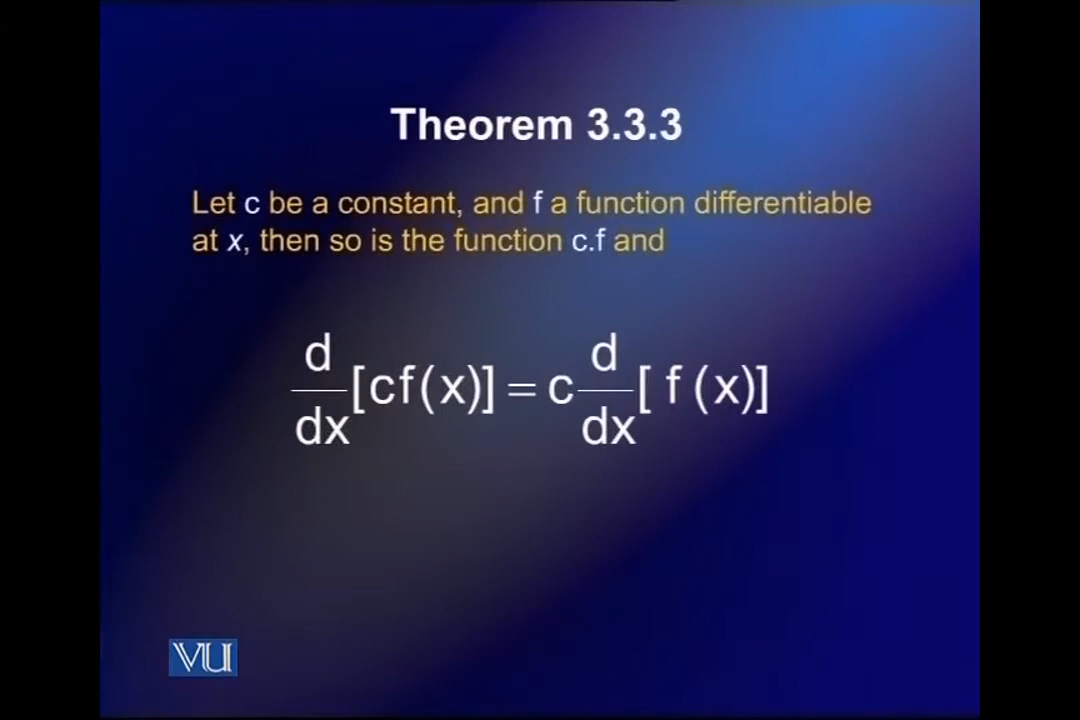 Theorem 3.3.3
Let c be a constant, and f a function differentiable
at x, then so is the function c.f and
d/dx [cf(x)] = c d/dx [ f (x)]
VU